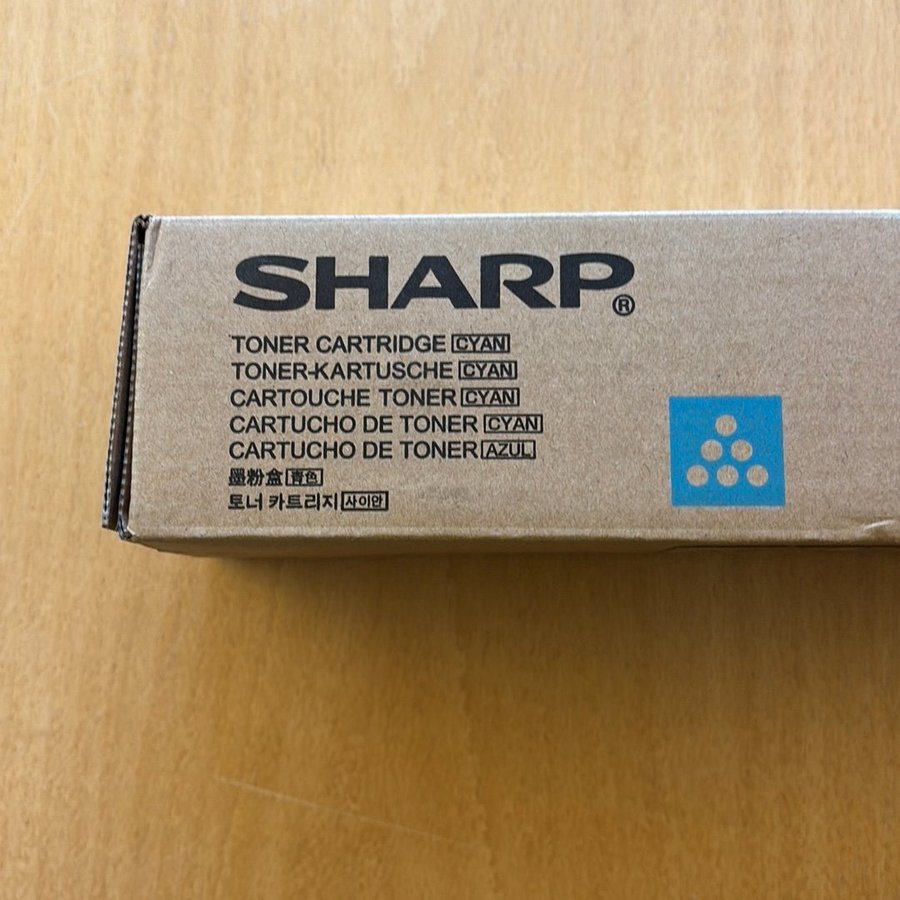 SHARP®
TONER CARTRIDGE CYAN
TONER-KARTUSCHE CYAN
CARTOUCHE TONER CYAN
CARTUCHO DE TONER CYAN
CARTUCHO DE TONER AZUL
墨粉盒 青色
토너 카트리지 사이안